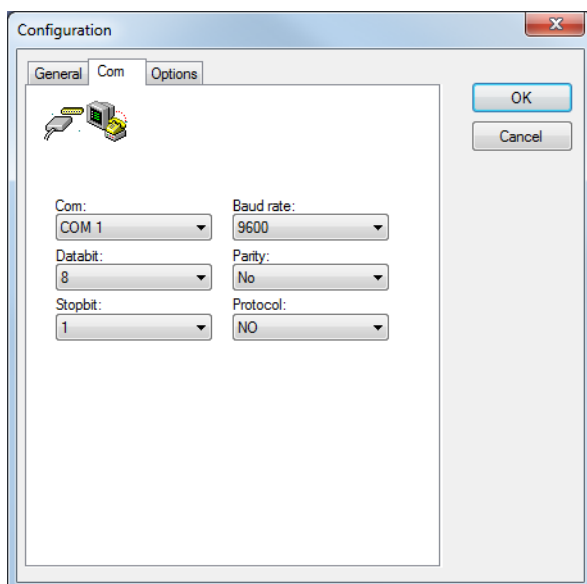 Configuration
General Com Options
OK
Cancel
Com: Baud rate:
COM 1 9600
Databit: Parity:
8 No
Stopbit: Protocol:
1 NO